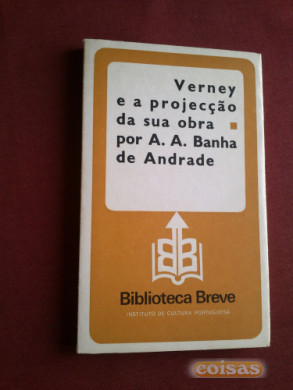 Verney
e a projecção
da sua obra
por A. A. Banha
de Andrade
Biblioteca Breve
INSTITUTO DE CULTURA PORTUGUESA
coisas